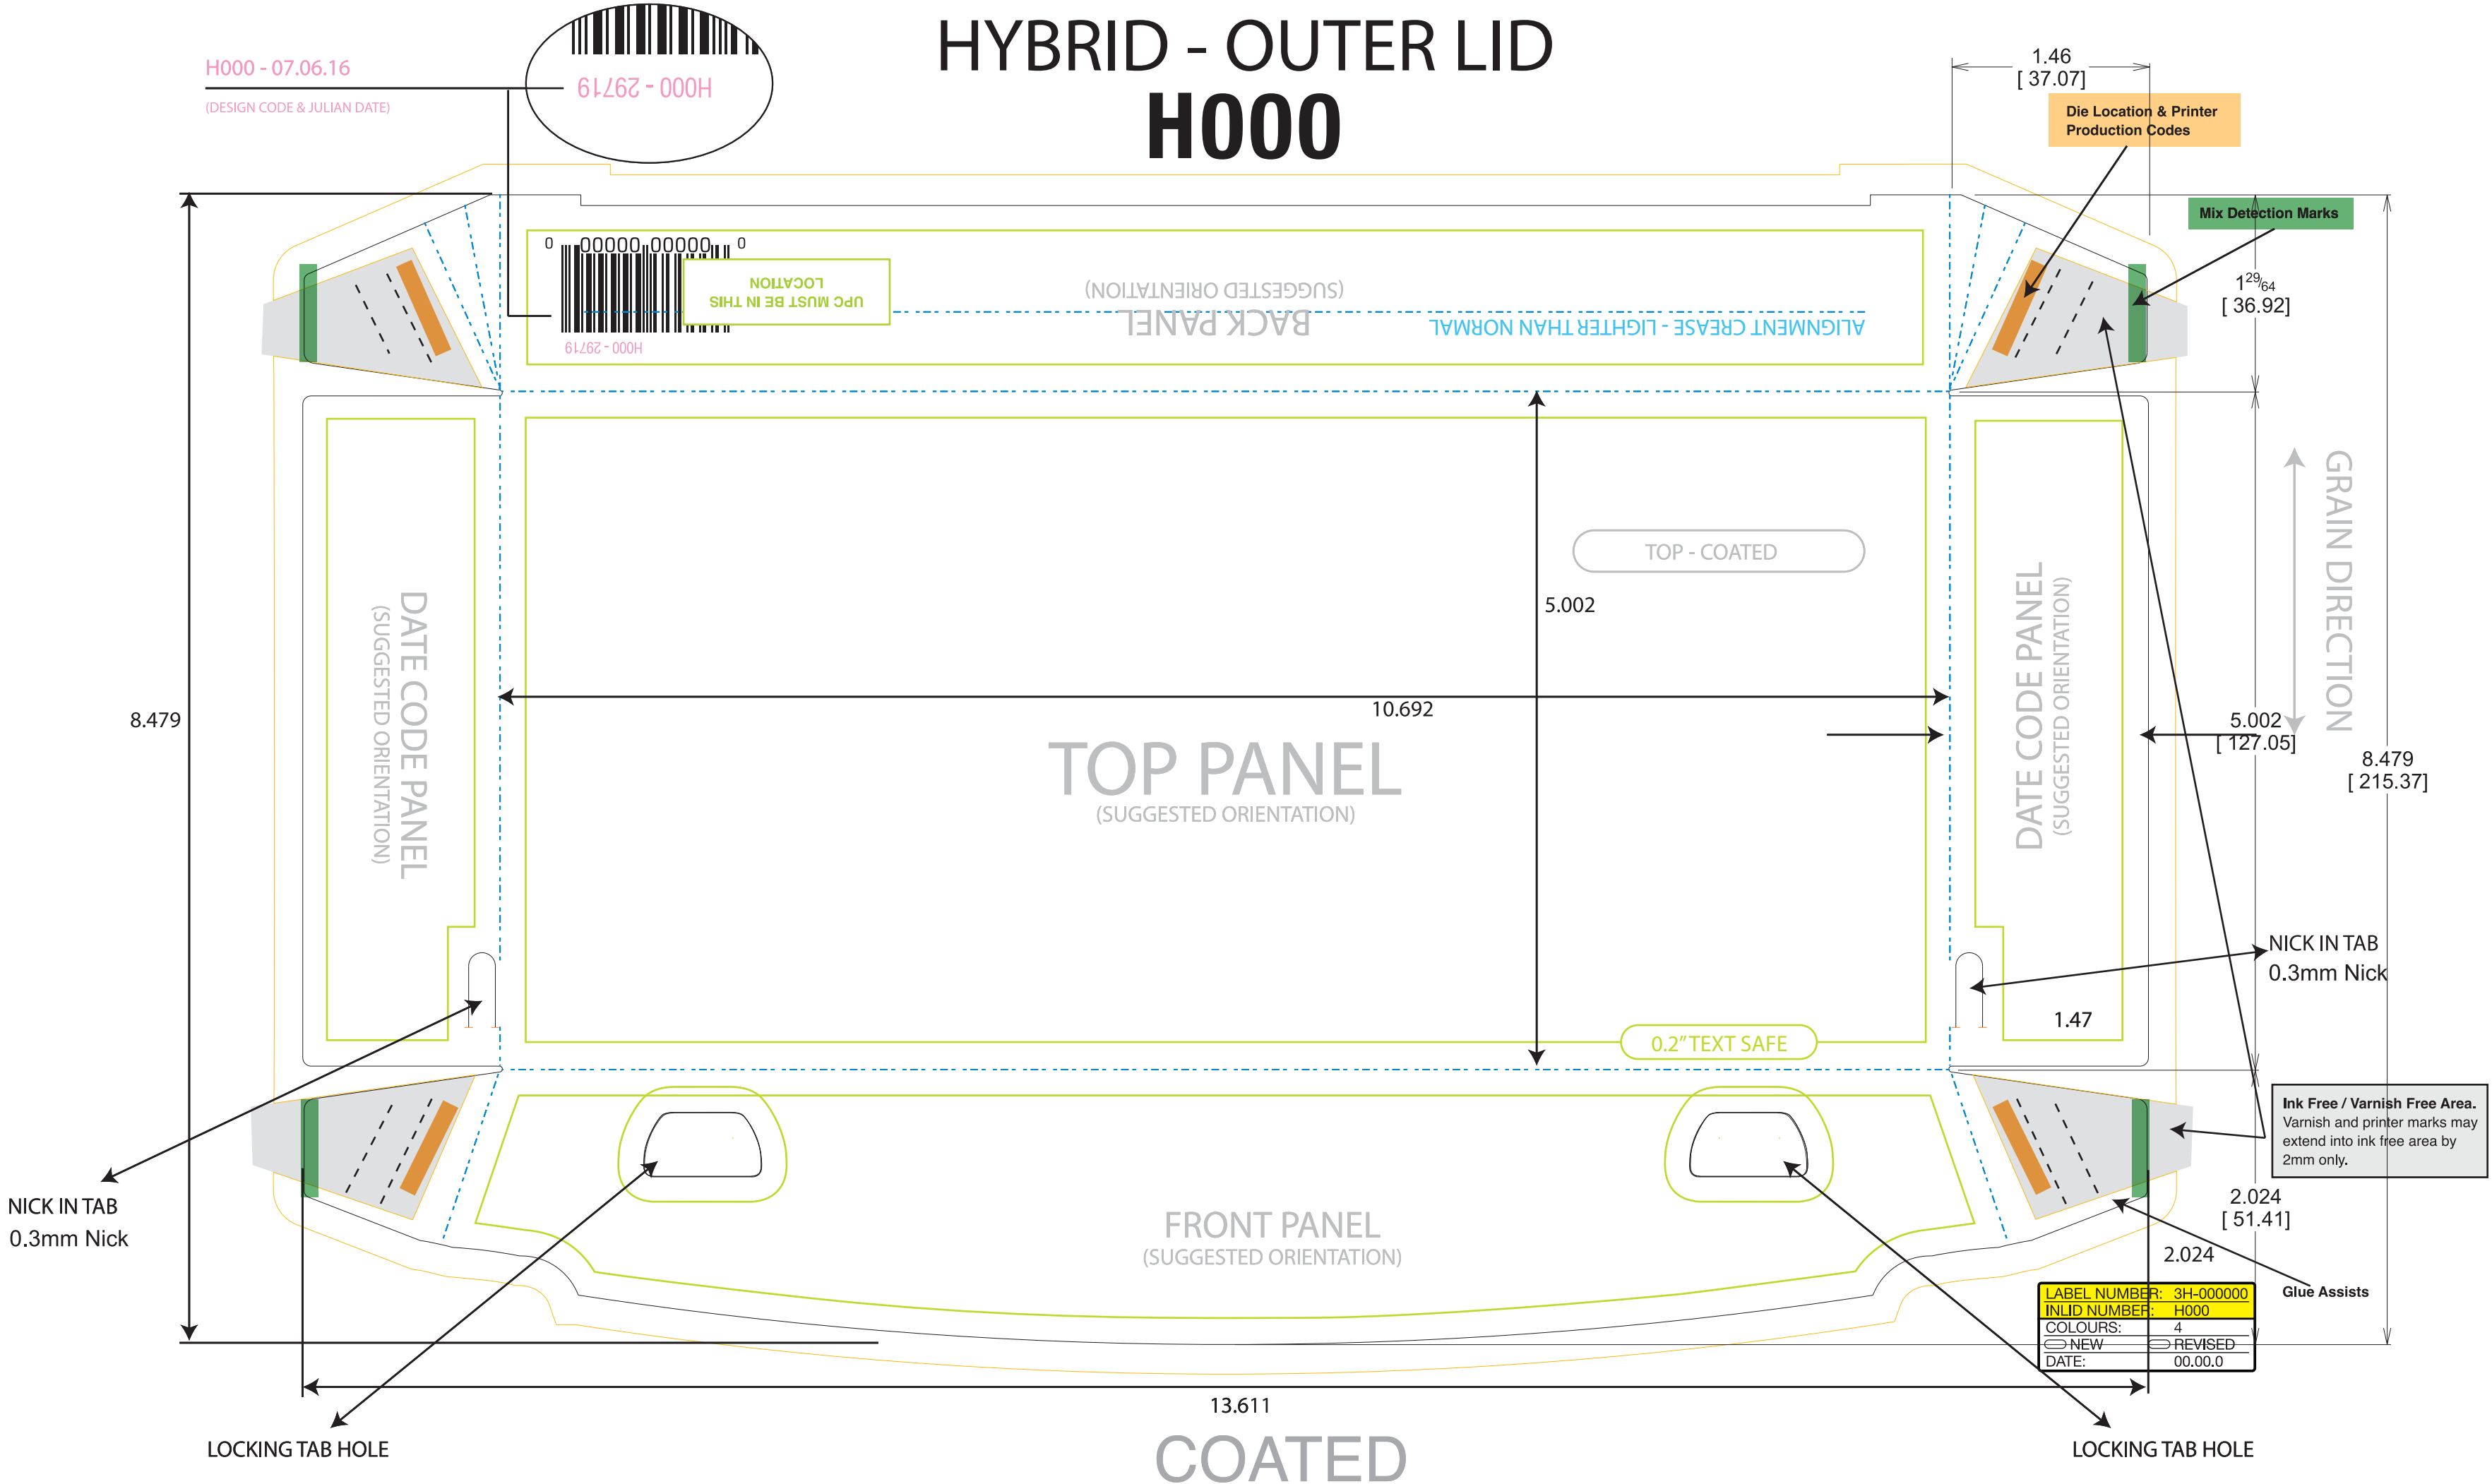 HYBRID - OUTER LID
H000
H000 - 07.06.16
(DESIGN CODE & JULIAN DATE)
H000 - 29719
1.46
[ 37.07]
Die Location & Printer
Production Codes
Mix Detection Marks
0 00000 00000 0
UPC MUST BE IN THIS
LOCATION
H000 - 29719
BACK PANEL
(SUGGESTED ORIENTATION)
ALIGNMENT CREASE - LIGHTER THAN NORMAL
1 29/64
[ 36.92]
GRAIN DIRECTION
TOP - COATED
5.002
DATE CODE PANEL
(SUGGESTED ORIENTATION)
DATE CODE PANEL
(SUGGESTED ORIENTATION)
8.479
10.692
5.002
[ 127.05]
8.479
[ 215.37]
TOP PANEL
(SUGGESTED ORIENTATION)
NICK IN TAB
0.3mm Nick
1.47
0.2" TEXT SAFE
Ink Free / Varnish Free Area.
Varnish and printer marks may
extend into ink free area by
2mm only.
NICK IN TAB
0.3mm Nick
FRONT PANEL
(SUGGESTED ORIENTATION)
2.024
[ 51.41]
2.024
Glue Assists
LABEL NUMBER: 3H-000000
INLID NUMBER: H000
COLOURS: 4
NEW REVISED
DATE: 00.00.0
13.611
LOCKING TAB HOLE
LOCKING TAB HOLE
COATED